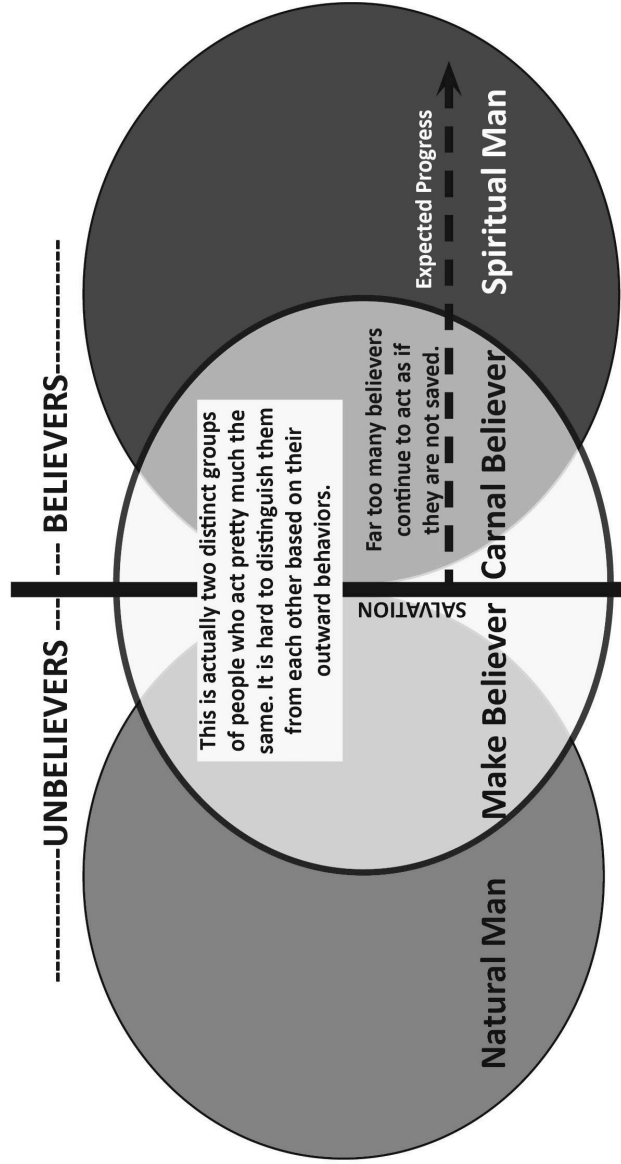 ------------UNBELIEVERS ---- --- BELIEVERS------------
This is actually two distinct groups
of people who act pretty much the
same. It is hard to distinguish them
from each other based on their
outward behaviors.
SALVATION
Far too many believers
continue to act as if
they are not saved.
Expected Progress
Natural Man
Make Believer
Carnal Believer
Spiritual Man